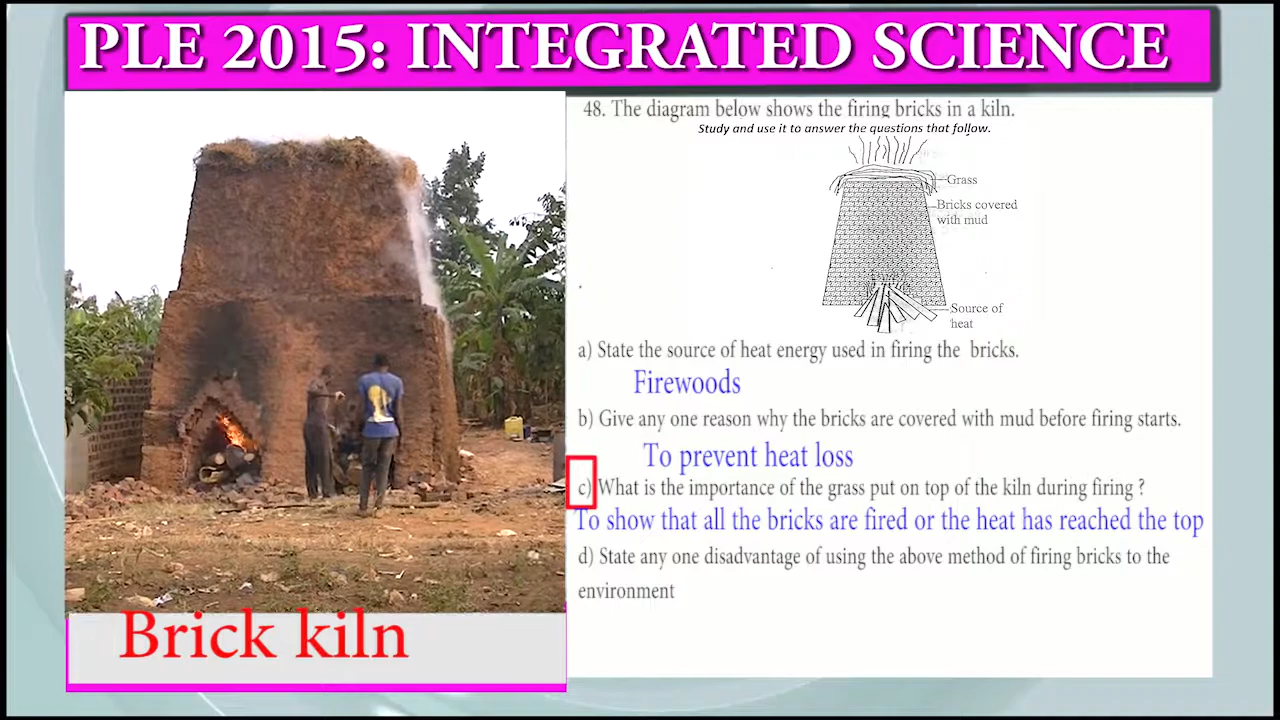 PLE 2015: INTEGRATED SCIENCE
48. The diagram below shows the firing bricks in a kiln.
Study and use it to answer the questions that follow.
Grass
Bricks covered
with mud
Source of
heat
a) State the source of heat energy used in firing the bricks.
Firewoods
b) Give any one reason why the bricks are covered with mud before firing starts.
To prevent heat loss
c) What is the importance of the grass put on top of the kiln during firing ?
To show that all the bricks are fired or the heat has reached the top
d) State any one disadvantage of using the above method of firing bricks to the
environment
Brick kiln